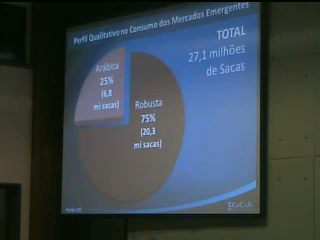 Perfil Qualitativo no Consumo dos Mercados Emergentes
TOTAL
27,1 milhões
de Sacas
Arábica
25%
(6,8
mi sacas)
Robusta
75%
(20,3
mi sacas)